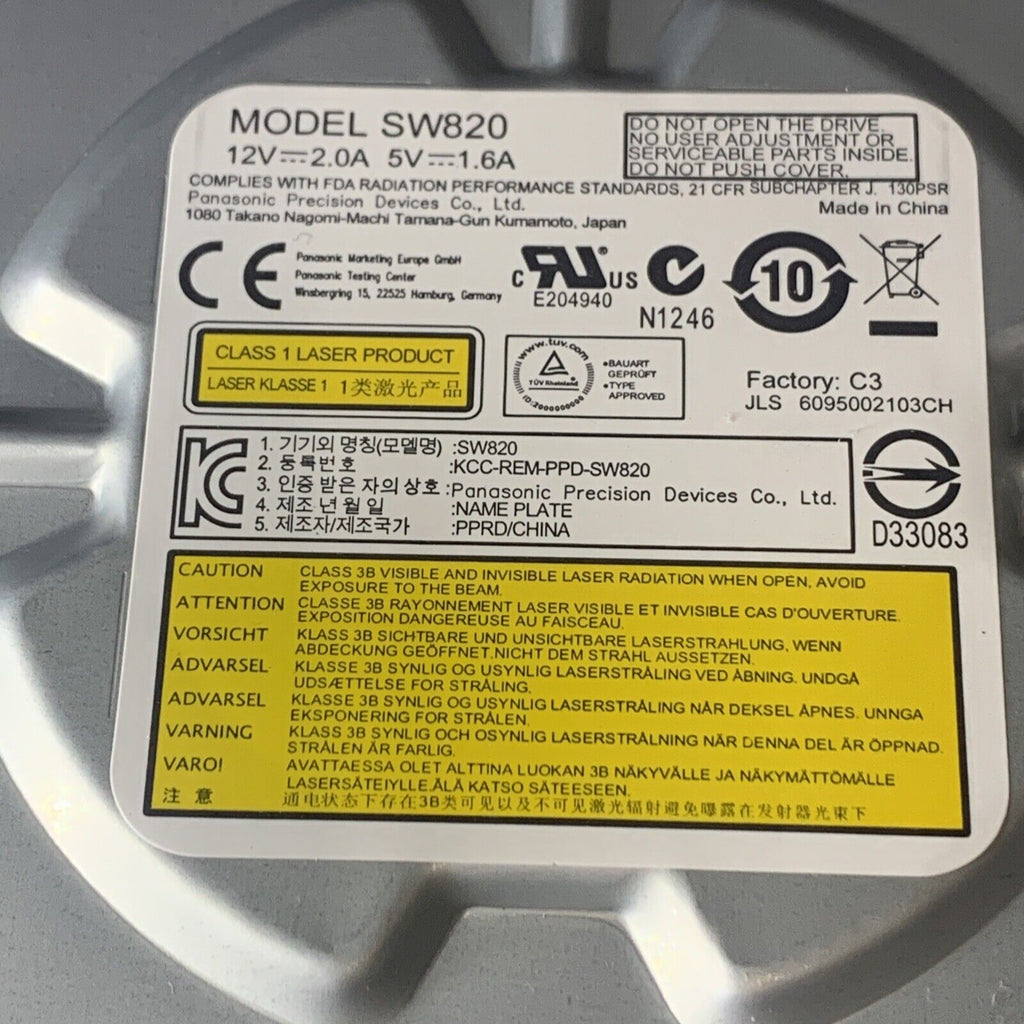 MODEL SW820
12V⎓2.0A 5V⎓1.6A
DO NOT OPEN THE DRIVE.
NO USER ADJUSTMENT OR
SERVICEABLE PARTS INSIDE.
DO NOT PUSH COVER.
COMPLIES WITH FDA RADIATION PERFORMANCE STANDARDS, 21 CFR SUBCHAPTER J. 130PSR
Panasonic Precision Devices Co., Ltd.
Made in China
1080 Takano Nagomi-Machi Tamana-Gun Kumamoto, Japan
CE
Panasonic Marketing Europe GmbH
Panasonic Testing Center
Winsbergring 15, 22525 Hamburg, Germany
C RU® US
E204940
N1246
10
CLASS 1 LASER PRODUCT
LASER KLASSE 1 1类激光产品
www.tuv.com
TÜV Rheinland
ID:2000000000
•BAUART
GEPRÜFT
•TYPE
APPROVED
Factory: C3
JLS 6095002103CH
1. 기기외 명칭(모델명) :SW820
2. 등록번호 :KCC-REM-PPD-SW820
3. 인증 받은 자의 상호 :Panasonic Precision Devices Co., Ltd.
4. 제조 년 월 일 :NAME PLATE
5. 제조자/제조국가 :PPRD/CHINA
D33083
CAUTION CLASS 3B VISIBLE AND INVISIBLE LASER RADIATION WHEN OPEN, AVOID
EXPOSURE TO THE BEAM.
ATTENTION CLASSE 3B RAYONNEMENT LASER VISIBLE ET INVISIBLE CAS D'OUVERTURE.
EXPOSITION DANGEREUSE AU FAISCEAU.
VORSICHT KLASS 3B SICHTBARE UND UNSICHTBARE LASERSTRAHLUNG, WENN
ABDECKUNG GEÖFFNET.NICHT DEM STRAHL AUSSETZEN.
ADVARSEL KLASSE 3B SYNLIG OG USYNLIG LASERSTRÅLING VED ÅBNING. UNDGÅ
UDSÆTTELSE FOR STRÅLING.
ADVARSEL KLASSE 3B SYNLIG OG USYNLIG LASERSTRÅLING NÅR DEKSEL ÅPNES. UNNGA
EKSPONERING FOR STRÅLEN.
VARNING KLASS 3B SYNLIG OCH OSYNLIG LASERSTRÅLNING NÄR DENNA DEL ÄR ÖPPNAD.
STRÅLEN ÄR FARLIG.
VARO! AVATTAESSA OLET ALTTINA LUOKAN 3B NÄKYVÄLLE JA NÄKYMÄTTÖMÄLLE
LASERSÄTEIYLLE.ÄLÄ KATSO SÄTEESEEN.
注意 通电状态下存在3B类可见以及不可见激光辐射避免曝露在发射器光束下